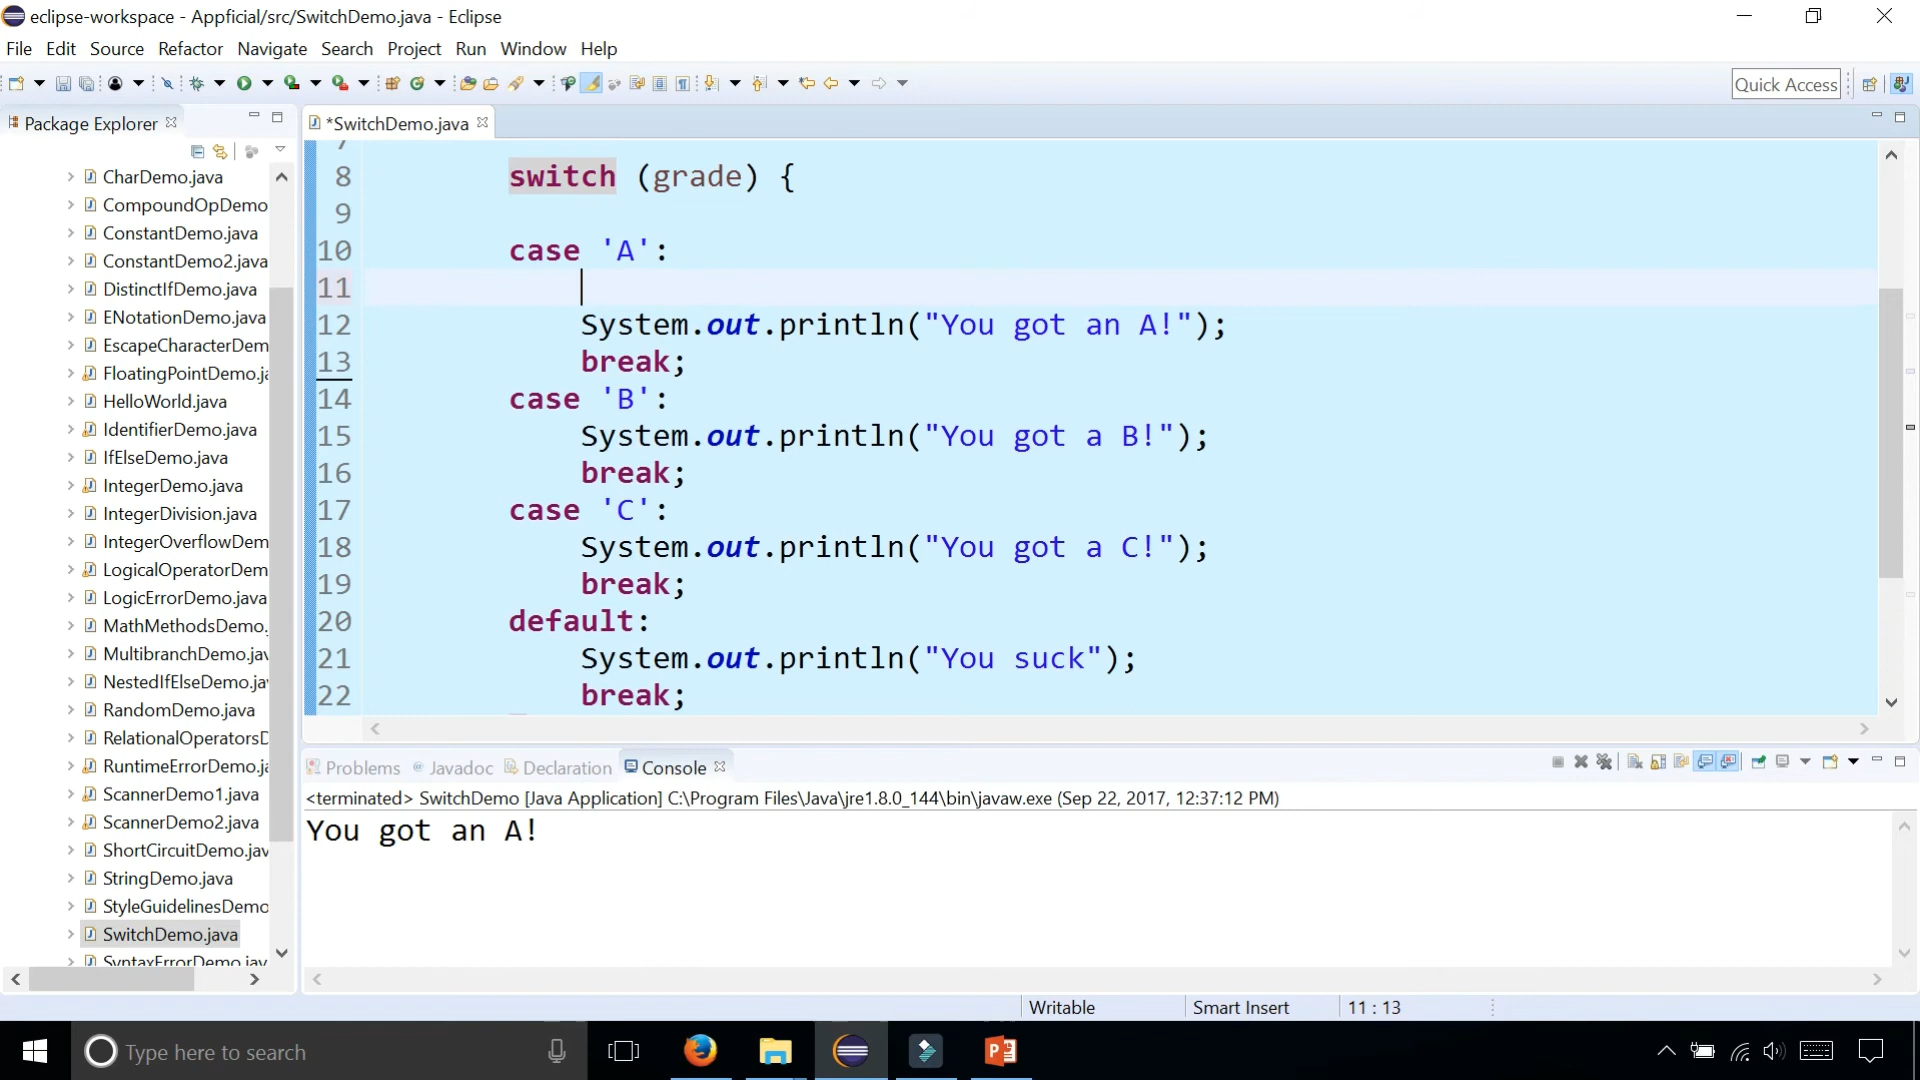 eclipse-workspace - Appficial/src/SwitchDemo.java - Eclipse
File Edit Source Refactor Navigate Search Project Run Window Help
Quick Access
Package Explorer
*SwitchDemo.java
CharDemo.java
CompoundOpDemo
ConstantDemo.java
ConstantDemo2.java
DistinctIfDemo.java
ENotationDemo.java
EscapeCharacterDem
FloatingPointDemo.ja
HelloWorld.java
IdentifierDemo.java
IfElseDemo.java
IntegerDemo.java
IntegerDivision.java
IntegerOverflowDem
LogicalOperatorDem
LogicErrorDemo.java
MathMethodsDemo.
MultibranchDemo.jav
NestedIfElseDemo.jav
RandomDemo.java
RelationalOperatorsD
RuntimeErrorDemo.ja
ScannerDemo1.java
ScannerDemo2.java
ShortCircuitDemo.jav
StringDemo.java
StyleGuidelinesDemo
SwitchDemo.java
SyntaxErrorDemo.jav
7
8 switch (grade) {
9
10 case 'A':
11
12 System.out.println("You got an A!");
13 break;
14 case 'B':
15 System.out.println("You got a B!");
16 break;
17 case 'C':
18 System.out.println("You got a C!");
19 break;
20 default:
21 System.out.println("You suck");
22 break;
Problems Javadoc Declaration Console
<terminated> SwitchDemo [Java Application] C:\Program Files\Java\jre1.8.0_144\bin\javaw.exe (Sep 22, 2017, 12:37:12 PM)
You got an A!
Writable Smart Insert 11 : 13
Type here to search